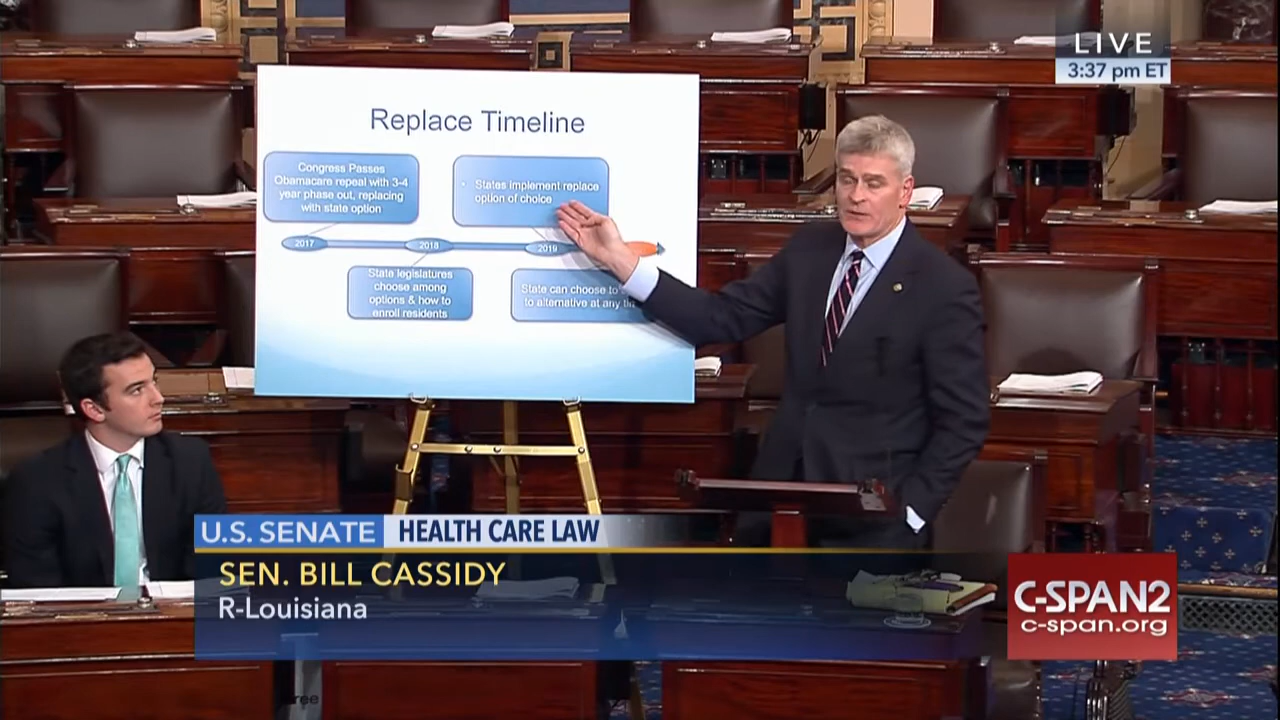 LIVE
3:37 pm ET
Replace Timeline
Congress Passes
Obamacare repeal with 3-4
year phase out, replacing
with state option
• States implement replace
option of choice
2017
2018
2019
State legislatures
choose among
options & how to
enroll residents
State can choose to
to alternative at any
U.S. SENATE
HEALTH CARE LAW
SEN. BILL CASSIDY
R-Louisiana
C-SPAN2
c-span.org